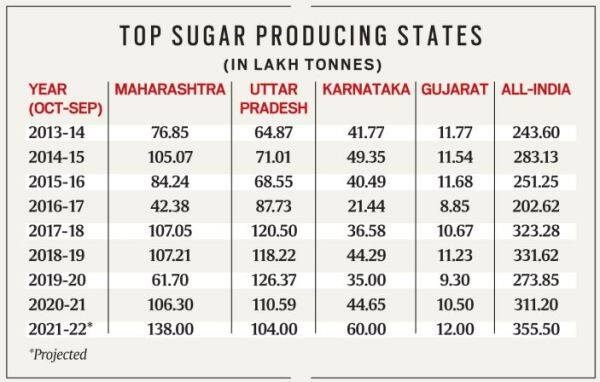 TOP SUGAR PRODUCING STATES
(IN LAKH TONNES)
YEAR (OCT-SEP) MAHARASHTRA UTTAR PRADESH KARNATAKA GUJARAT ALL-INDIA
2013-14 76.85 64.87 41.77 11.77 243.60
2014-15 105.07 71.01 49.35 11.54 283.13
2015-16 84.24 68.55 40.49 11.68 251.25
2016-17 42.38 87.73 21.44 8.85 202.62
2017-18 107.05 120.50 36.58 10.67 323.28
2018-19 107.21 118.22 44.29 11.23 331.62
2019-20 61.70 126.37 35.00 9.30 273.85
2020-21 106.30 110.59 44.65 10.50 311.20
2021-22* 138.00 104.00 60.00 12.00 355.50
*Projected